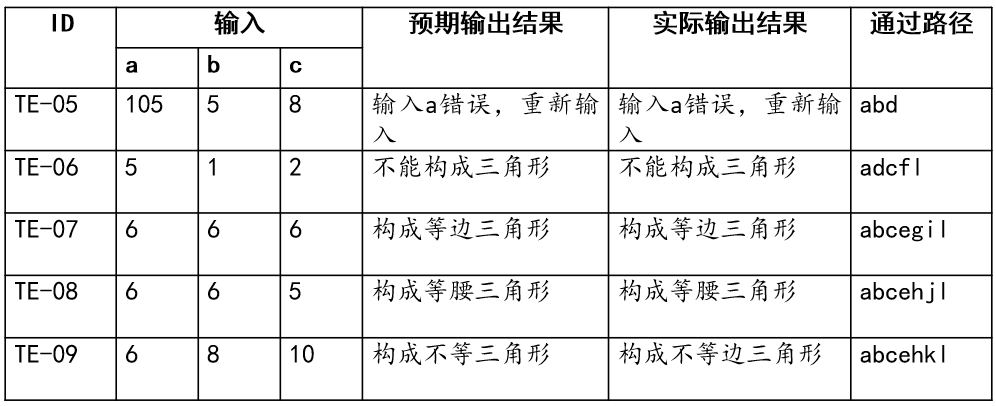 ID 输入 预期输出结果 实际输出结果 通过路径
a b c
TE-05 105 5 8 输入a错误，重新输入 输入a错误，重新输入 abd
TE-06 5 1 2 不能构成三角形 不能构成三角形 adcfl
TE-07 6 6 6 构成等边三角形 构成等边三角形 abcegil
TE-08 6 6 5 构成等腰三角形 构成等腰三角形 abcehjl
TE-09 6 8 10 构成不等三角形 构成不等边三角形 abcehkl